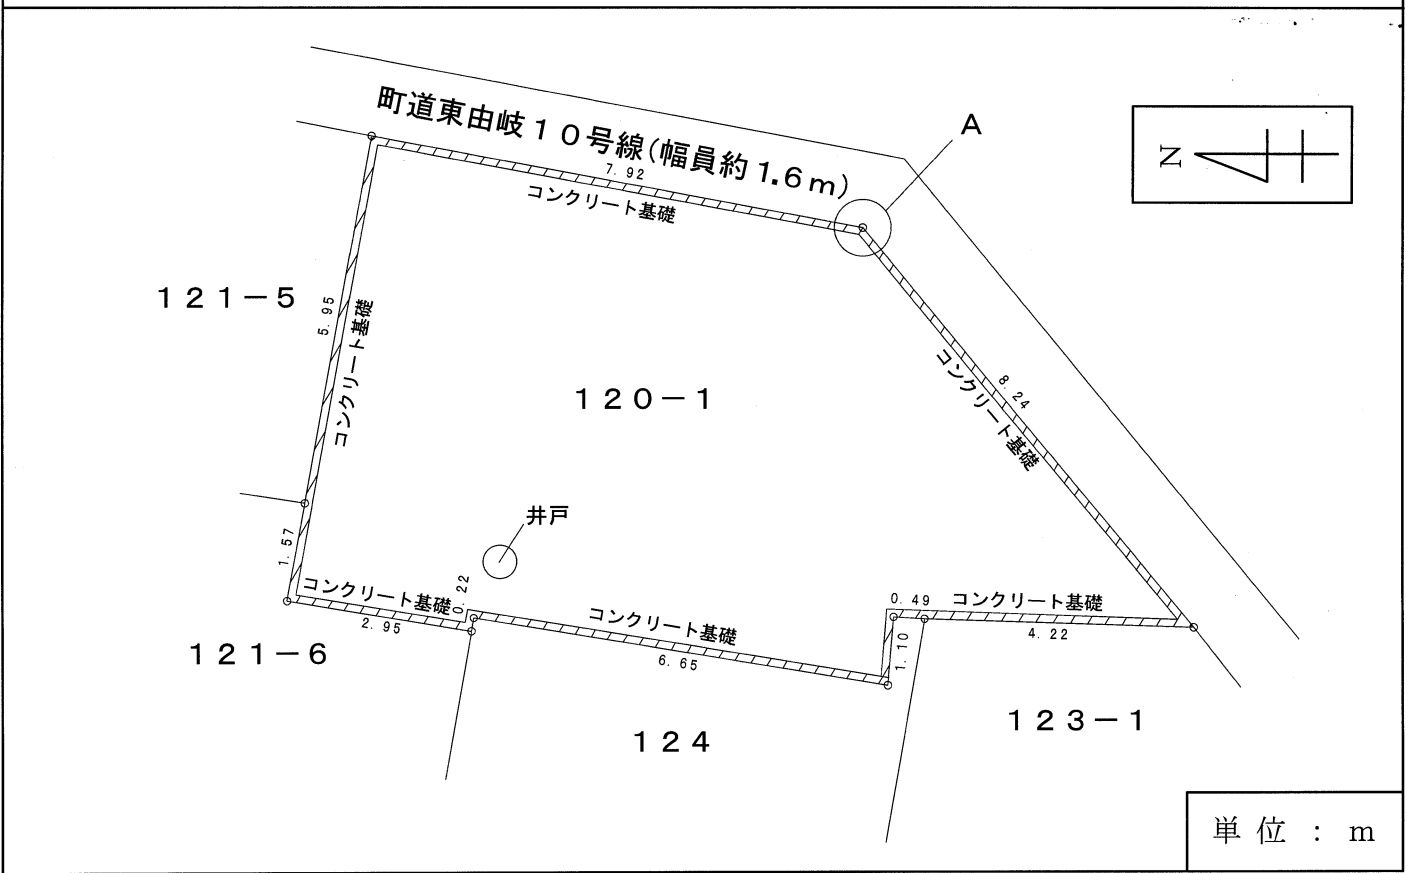 町道東由岐10号線(幅員約1.6m)
A
N
7.92
コンクリート基礎
121-5
5.95
コンクリート基礎
120-1
8.24
コンクリート基礎
井戸
1.57
コンクリート基礎
0.22
2.95
コンクリート基礎
6.65
0.49
コンクリート基礎
1.10
4.22
121-6
124
123-1
単位:m